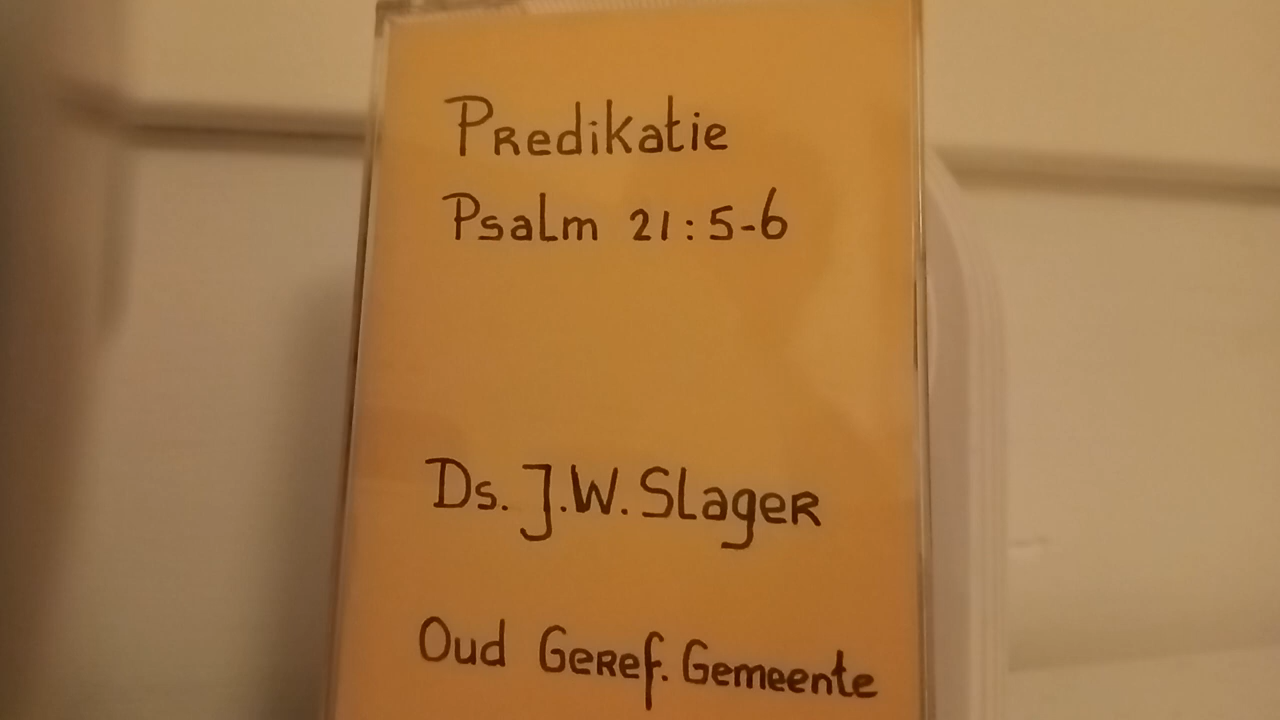 Predikatie
Psalm 21:5-6
Ds. J.W. Slager
Oud Geref. Gemeente